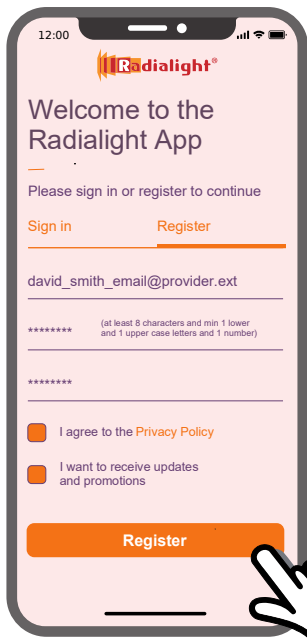 12:00
Radialight®
Welcome to the
Radialight App
Please sign in or register to continue
Sign in Register
david_smith_email@provider.ext
******** (at least 8 characters and min 1 lower
and 1 upper case letters and 1 number)
********
I agree to the Privacy Policy
I want to receive updates
and promotions
Register